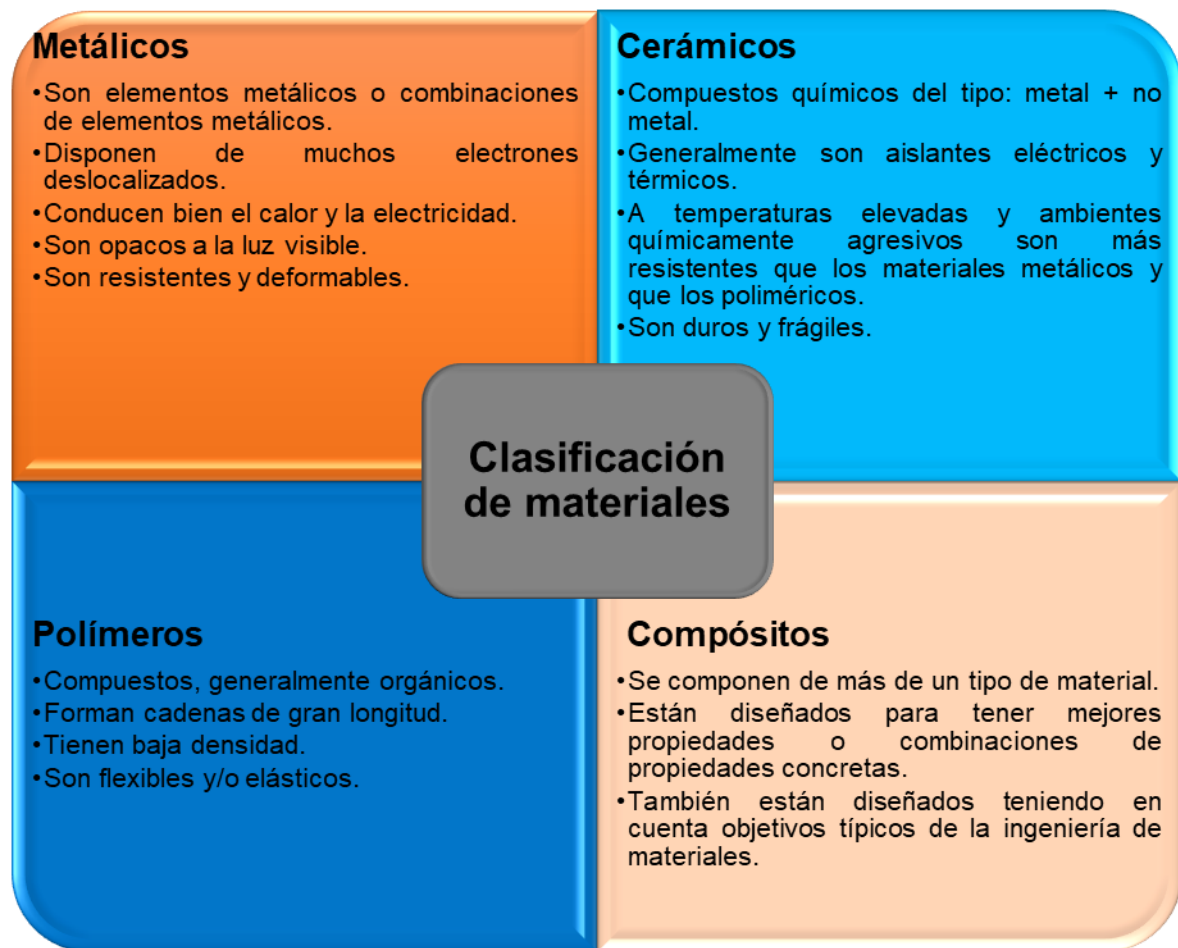 Metálicos
•Son elementos metálicos o combinaciones
de elementos metálicos.
•Disponen de muchos electrones
deslocalizados.
•Conducen bien el calor y la electricidad.
•Son opacos a la luz visible.
•Son resistentes y deformables.
Cerámicos
•Compuestos químicos del tipo: metal + no
metal.
•Generalmente son aislantes eléctricos y
térmicos.
•A temperaturas elevadas y ambientes
químicamente agresivos son más
resistentes que los materiales metálicos y
que los poliméricos.
•Son duros y frágiles.
Clasificación
de materiales
Polímeros
•Compuestos, generalmente orgánicos.
•Forman cadenas de gran longitud.
•Tienen baja densidad.
•Son flexibles y/o elásticos.
Compósitos
•Se componen de más de un tipo de material.
•Están diseñados para tener mejores
propiedades o combinaciones de
propiedades concretas.
•También están diseñados teniendo en
cuenta objetivos típicos de la ingeniería de
materiales.